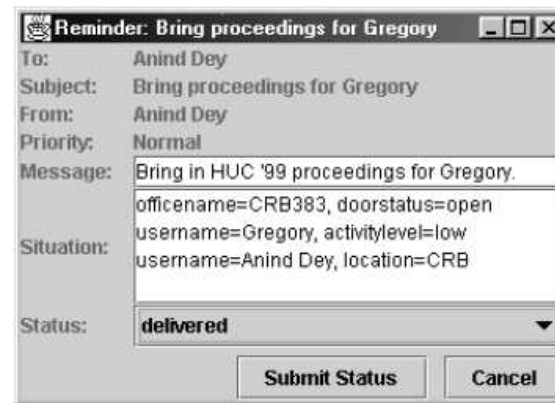 Reminder: Bring proceedings for Gregory
To: Anind Dey
Subject: Bring proceedings for Gregory
From: Anind Dey
Priority: Normal
Message: Bring in HUC '99 proceedings for Gregory.
Situation:
officename=CRB383, doorstatus=open
username=Gregory, activitylevel=low
username=Anind Dey, location=CRB
Status: delivered
Submit Status Cancel